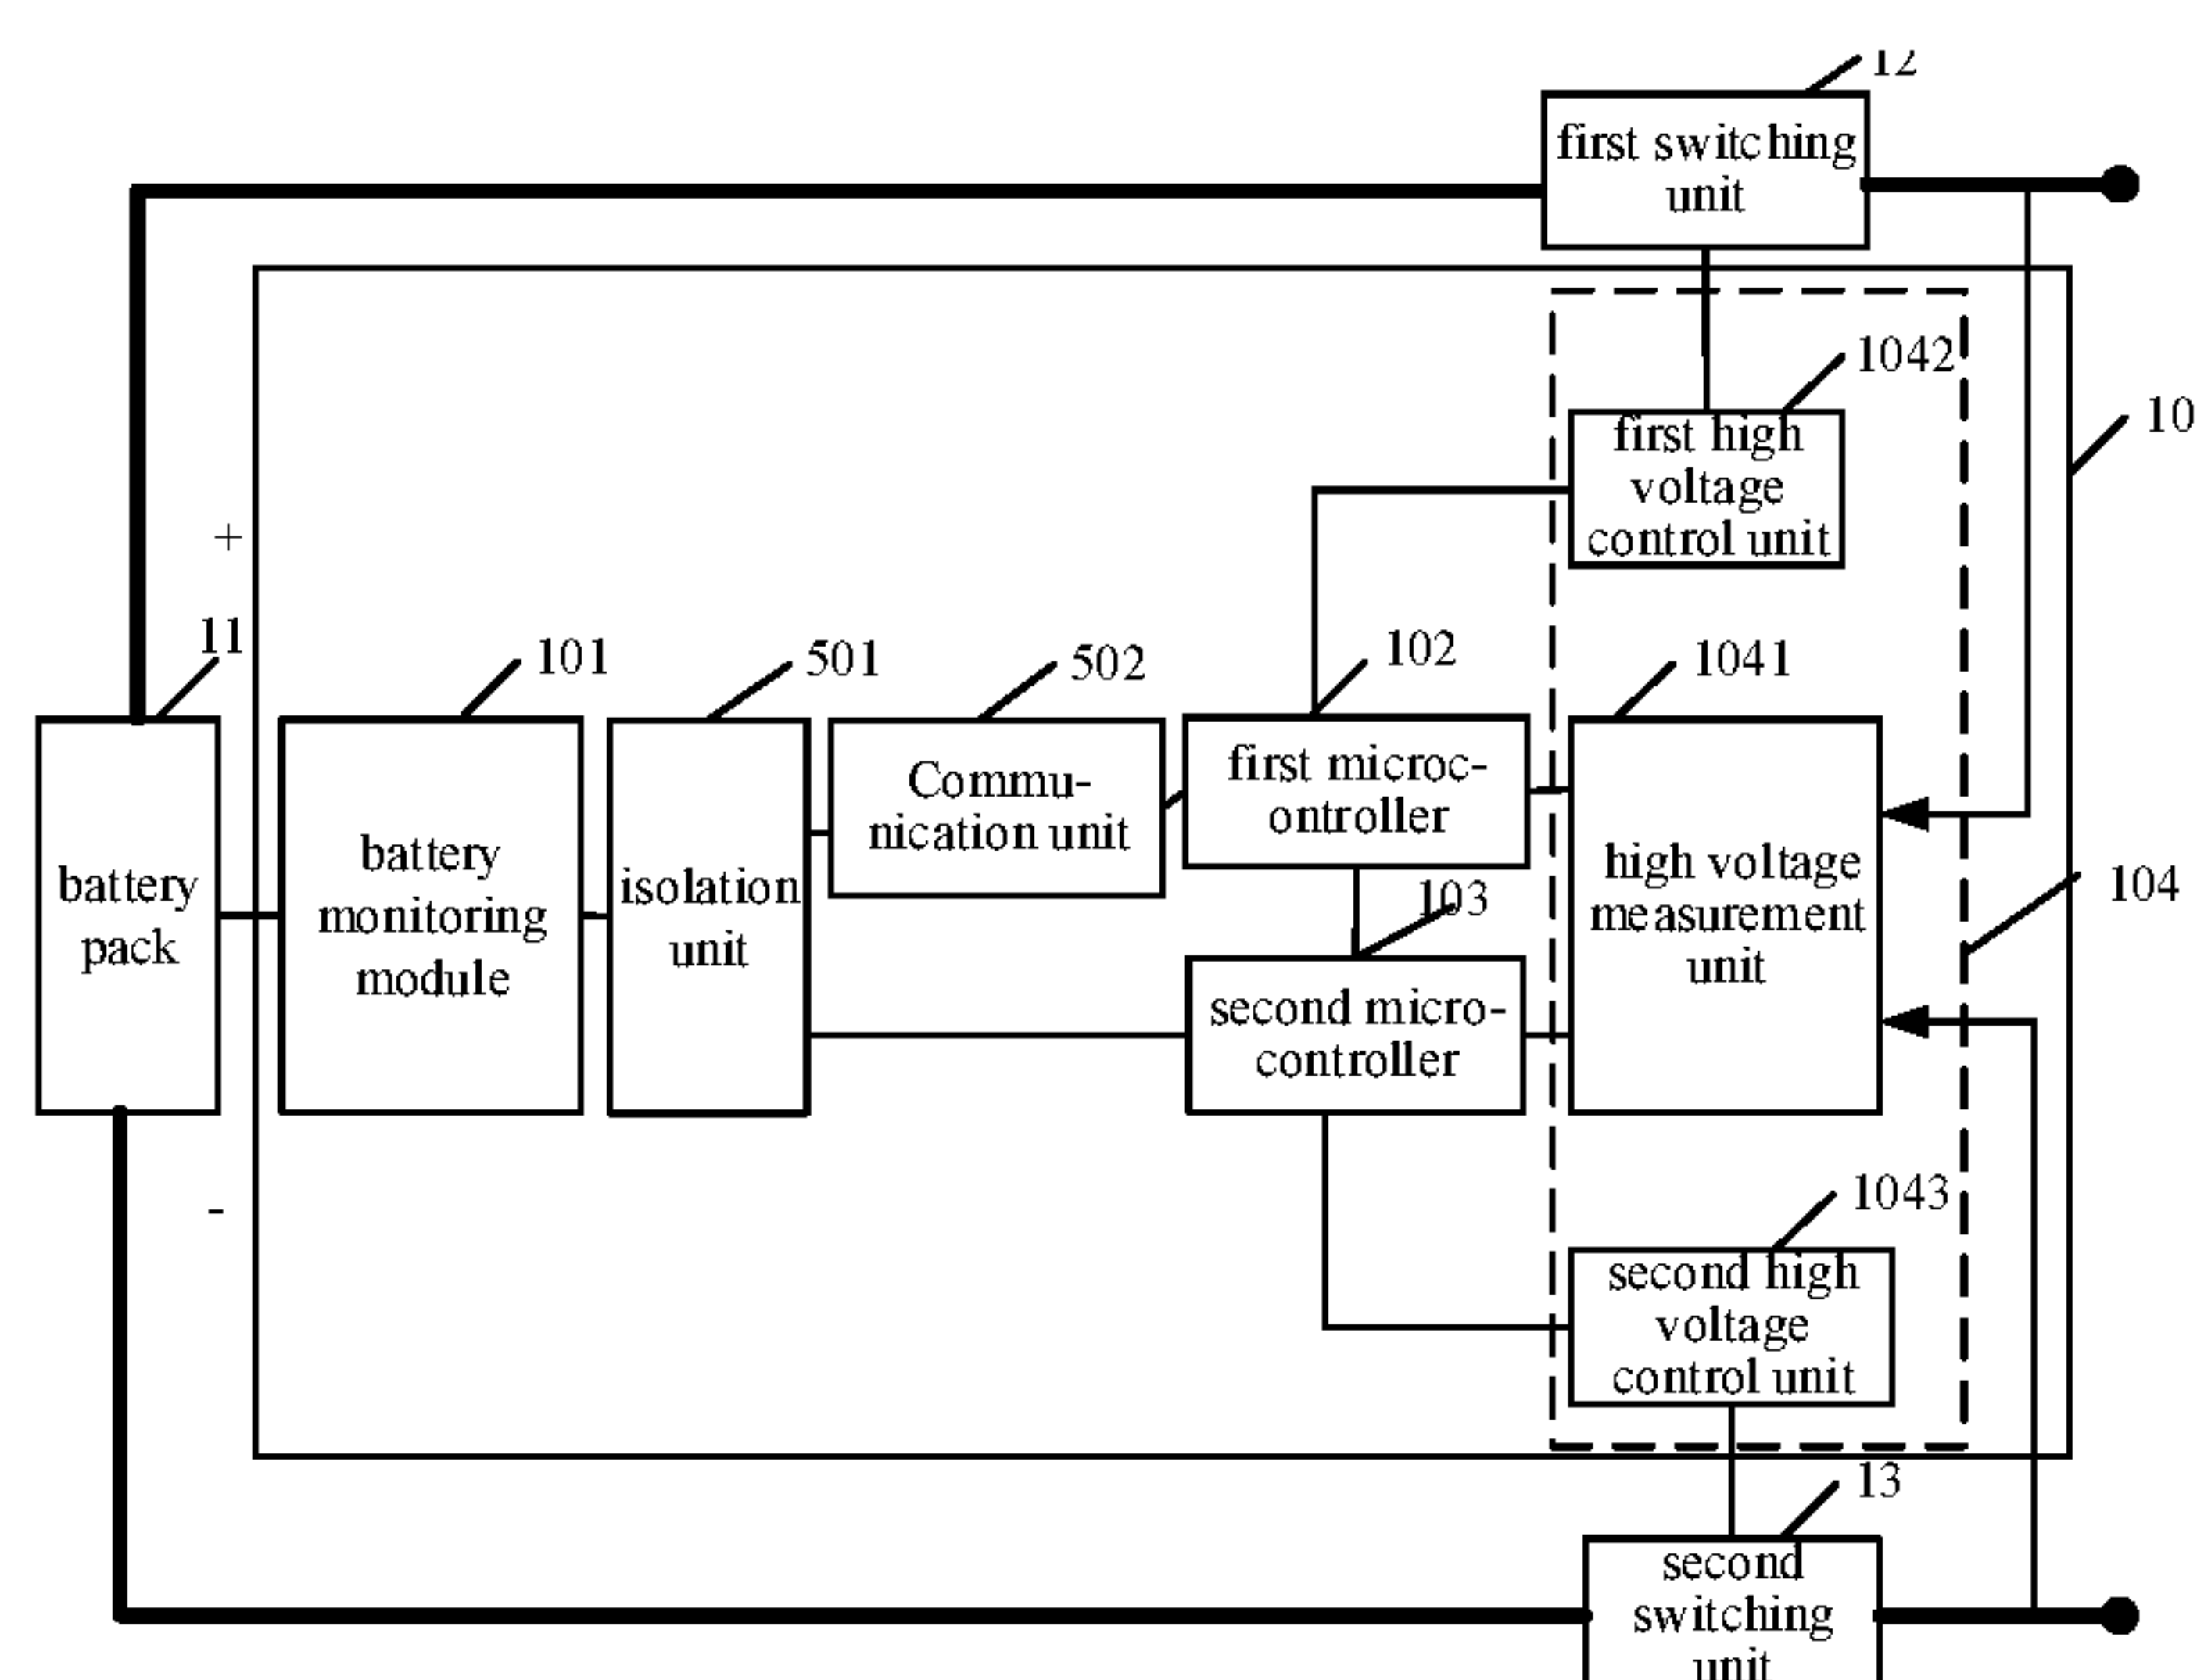 12
first switching
unit
1042
10
first high
voltage
control unit
+
11
101
501
502
102
1041
battery
pack
battery
monitoring
module
isolation
unit
Commu-
nication unit
first microc-
ontroller
high voltage
measurement
unit
104
103
second micro-
controller
-
1043
second high
voltage
control unit
13
second
switching
unit